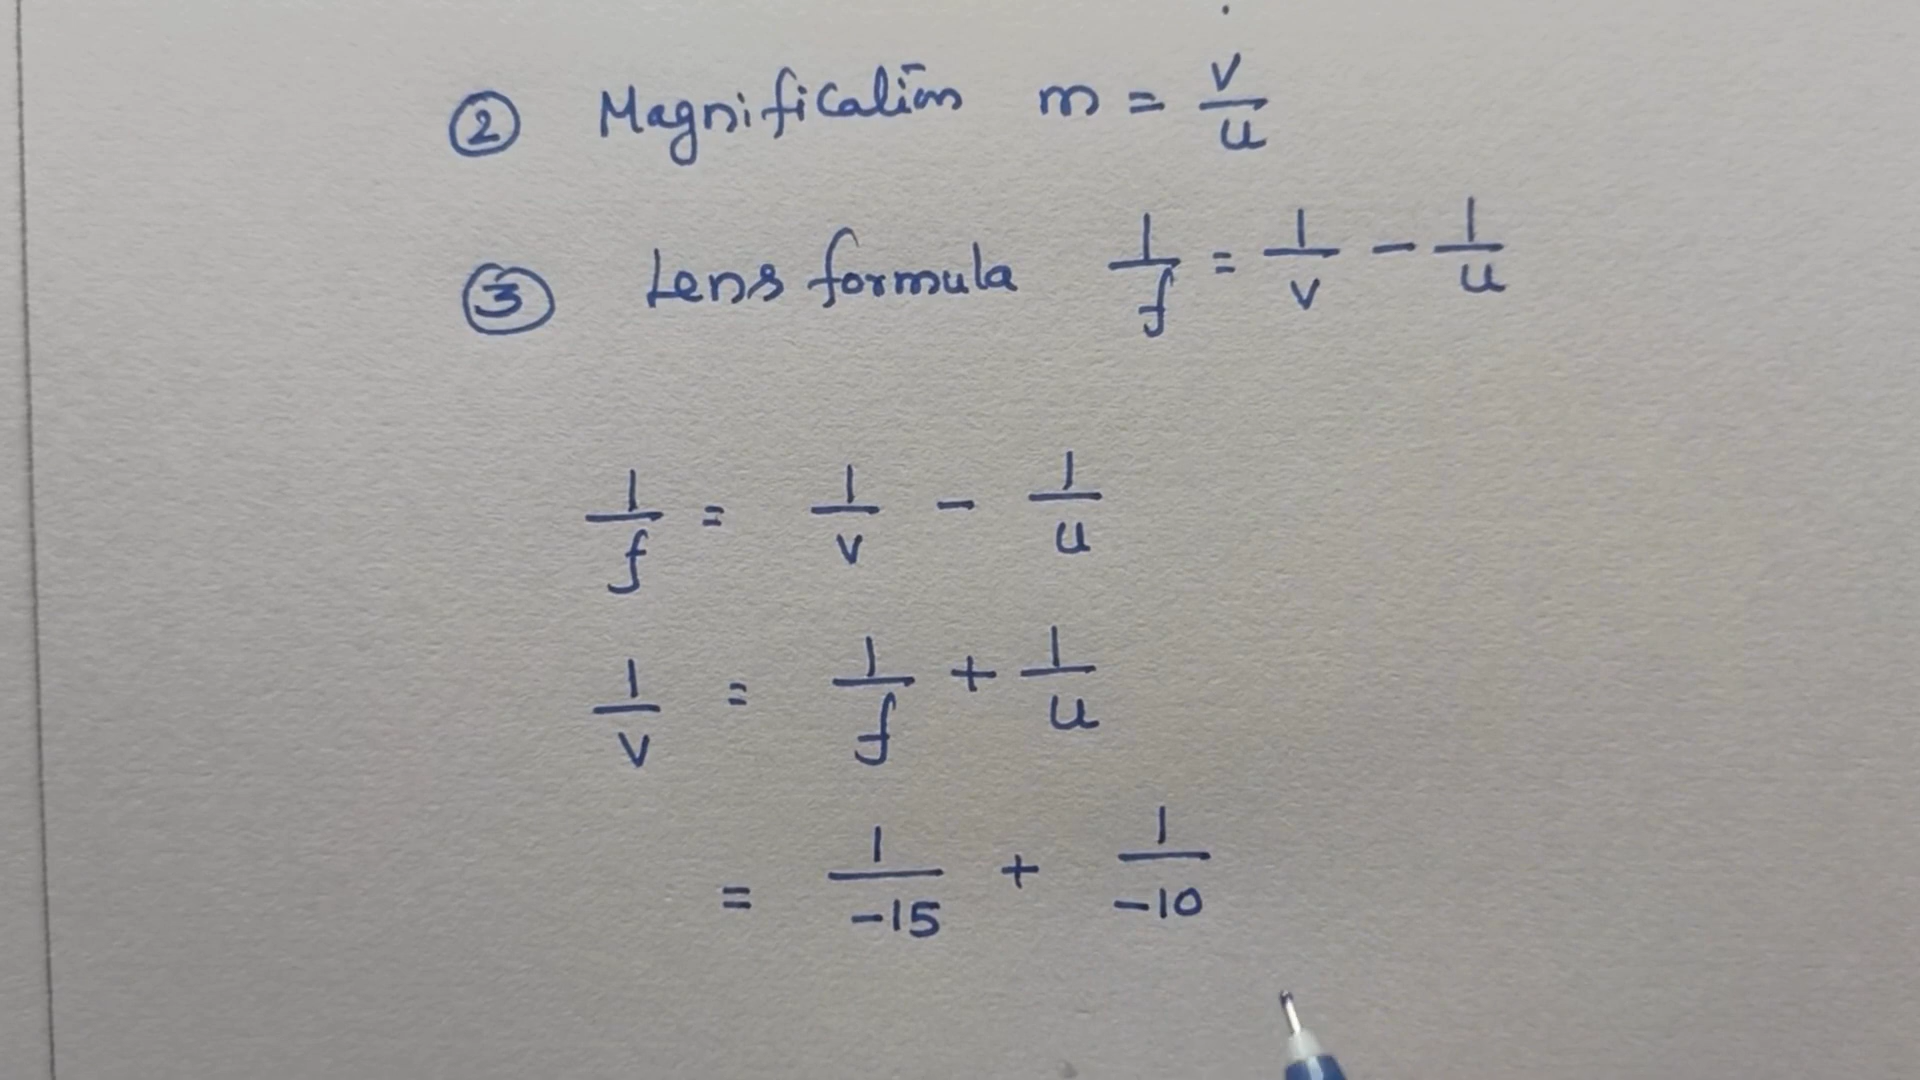 ② Magnification m = v/u
③ Lens formula 1/f = 1/v - 1/u
1/f = 1/v - 1/u
1/v = 1/f + 1/u
= 1/-15 + 1/-10